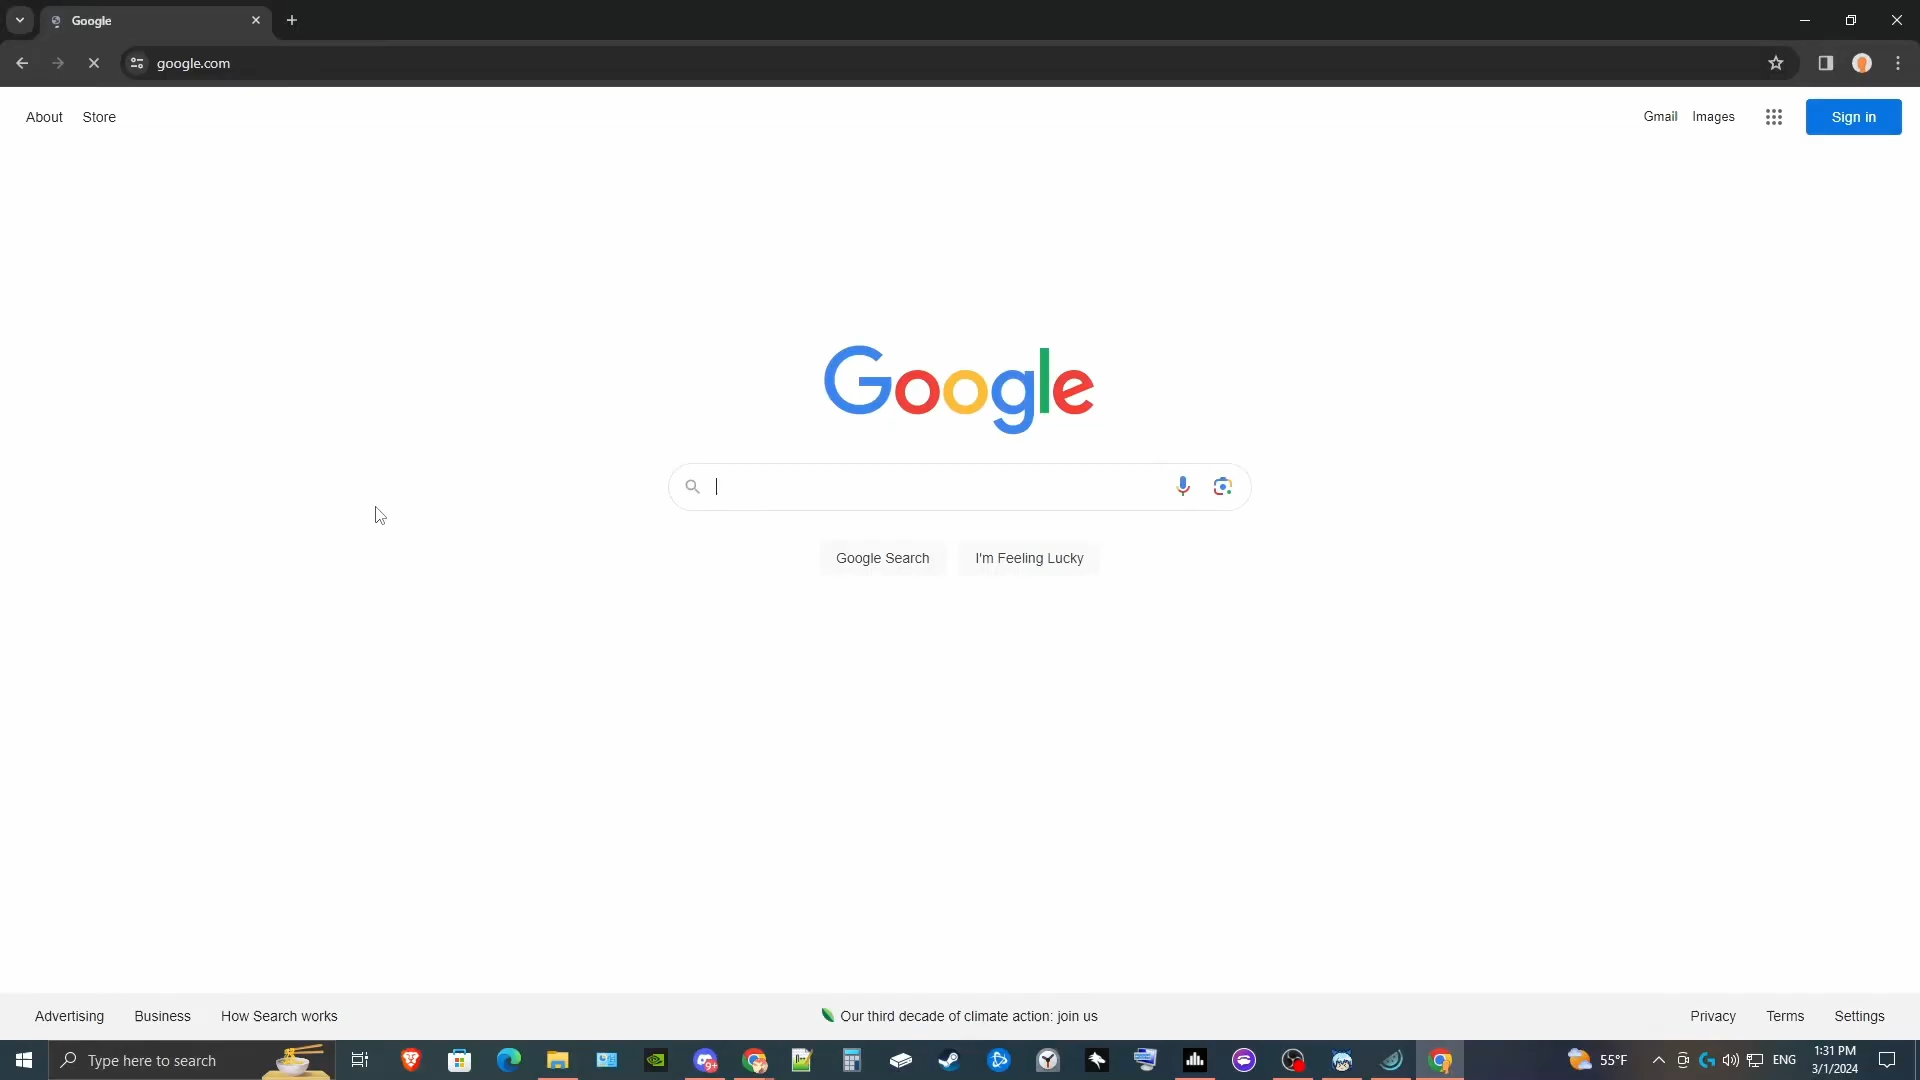 Google
google.com
About Store
Gmail Images Sign in
Google
Google Search I'm Feeling Lucky
Advertising Business How Search works
Our third decade of climate action: join us
Privacy Terms Settings
Type here to search
9+
55°F
ENG
1:31 PM
3/1/2024